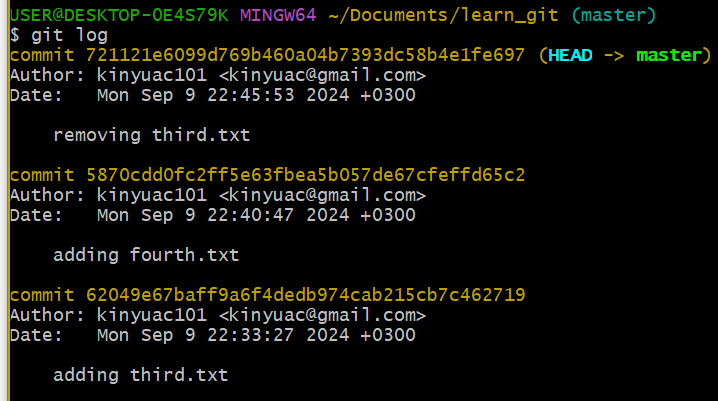 USER@DESKTOP-0E4S79K MINGW64 ~/Documents/learn_git (master)
$ git log
commit 721121e6099d769b460a04b7393dc58b4e1fe697 (HEAD -> master)
Author: kinyuac101 <kinyuac@gmail.com>
Date:   Mon Sep 9 22:45:53 2024 +0300
    removing third.txt
commit 5870cdd0fc2ff5e63fbea5b057de67cfeffd65c2
Author: kinyuac101 <kinyuac@gmail.com>
Date:   Mon Sep 9 22:40:47 2024 +0300
    adding fourth.txt
commit 62049e67baff9a6f4dedb974cab215cb7c462719
Author: kinyuac101 <kinyuac@gmail.com>
Date:   Mon Sep 9 22:33:27 2024 +0300
    adding third.txt